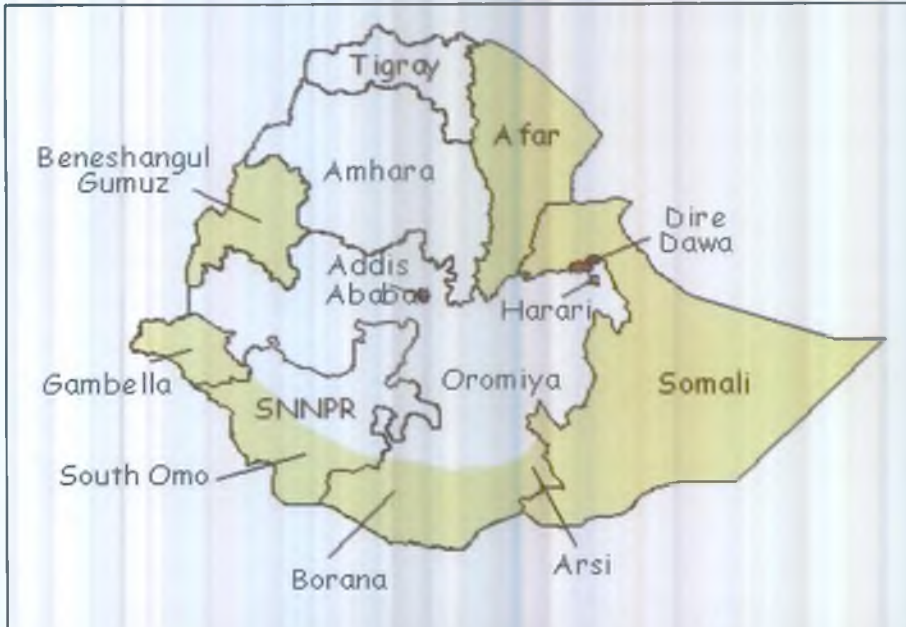 Tigray
Afar
Beneshangul
Gumuz
Amhara
Dire
Dawa
Addis
Ababa
Harari
Gambella
Oromiya
Somali
SNNPR
South Omo
Borana
Arsi